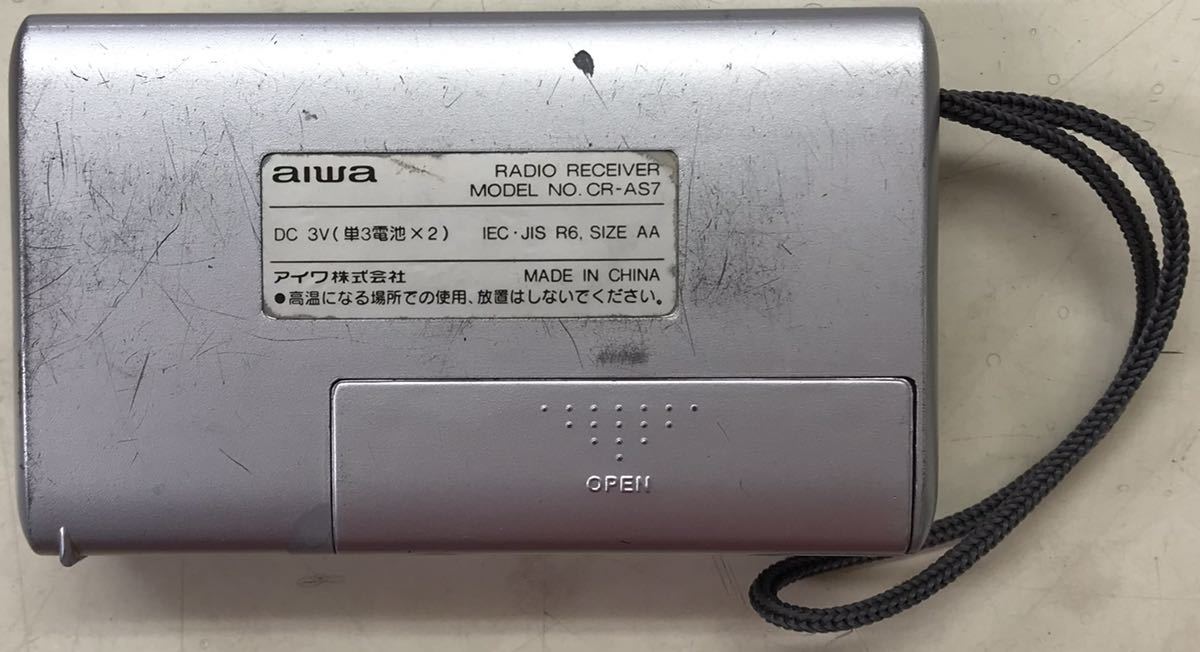 aiwa
RADIO RECEIVER
MODEL NO. CR-AS7
DC 3V(単3電池×2) IEC・JIS R6, SIZE AA
アイワ株式会社 MADE IN CHINA
●高温になる場所での使用、放置はしないでください。
OPEN